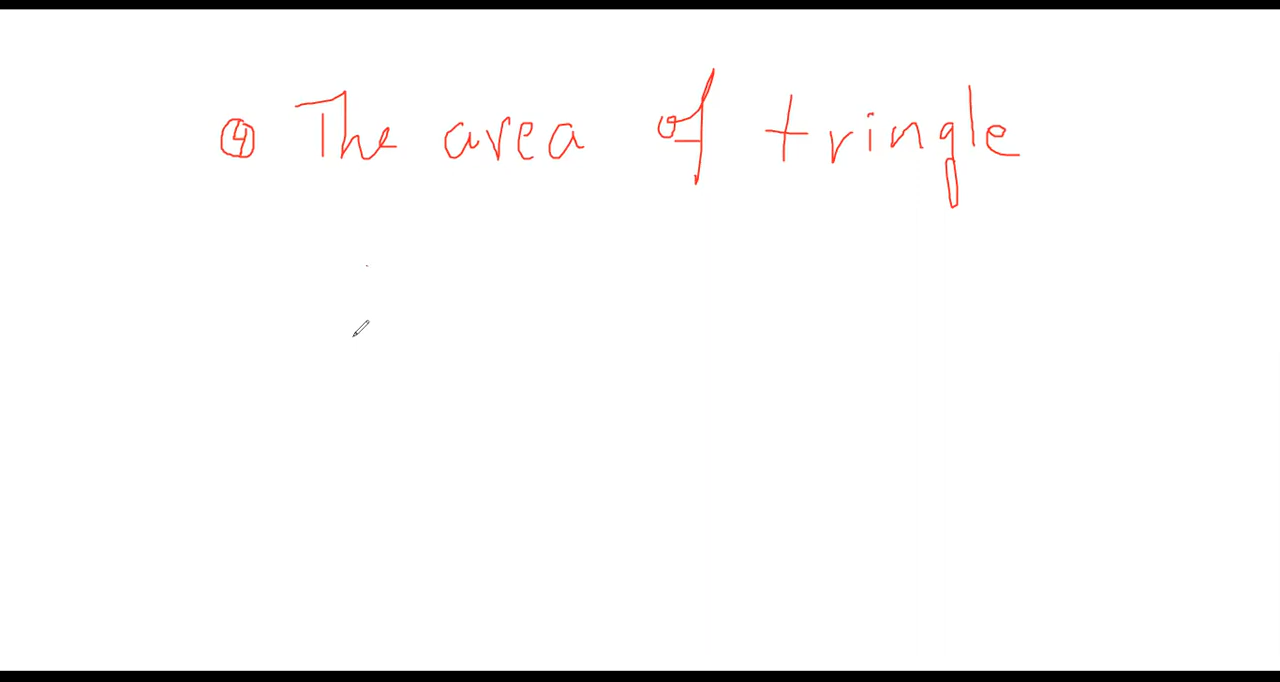 ④ The area of tringle